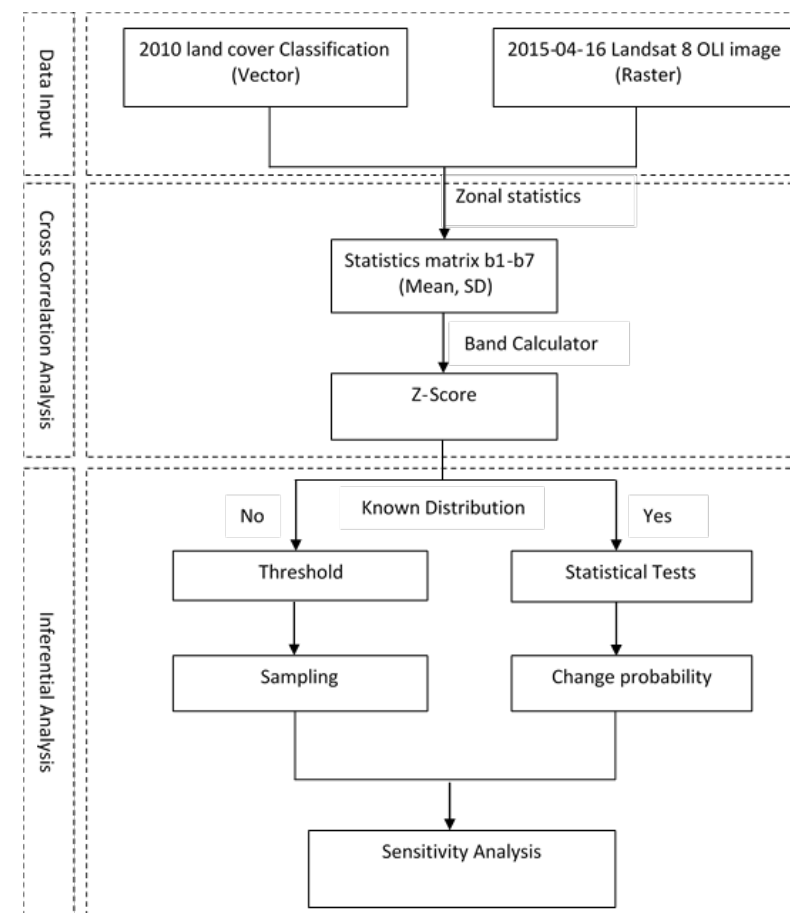 Data Input
2010 land cover Classification
(Vector)
2015-04-16 Landsat 8 OLI image
(Raster)
Cross Correlation Analysis
Zonal statistics
Statistics matrix b1-b7
(Mean, SD)
Band Calculator
Z-Score
Inferential Analysis
Known Distribution
No
Yes
Threshold
Statistical Tests
Sampling
Change probability
Sensitivity Analysis